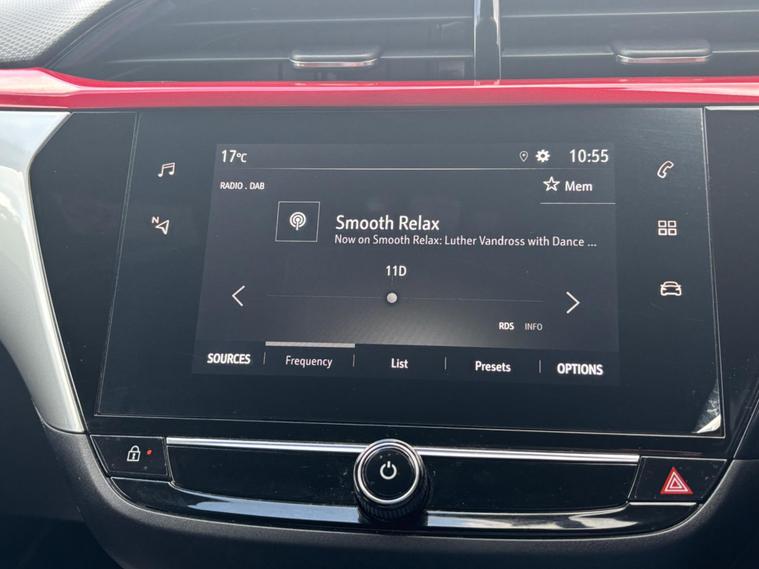 17°C
10:55
RADIO . DAB
Mem
N
Smooth Relax
Now on Smooth Relax: Luther Vandross with Dance ...
11D
RDS INFO
SOURCES Frequency List Presets OPTIONS